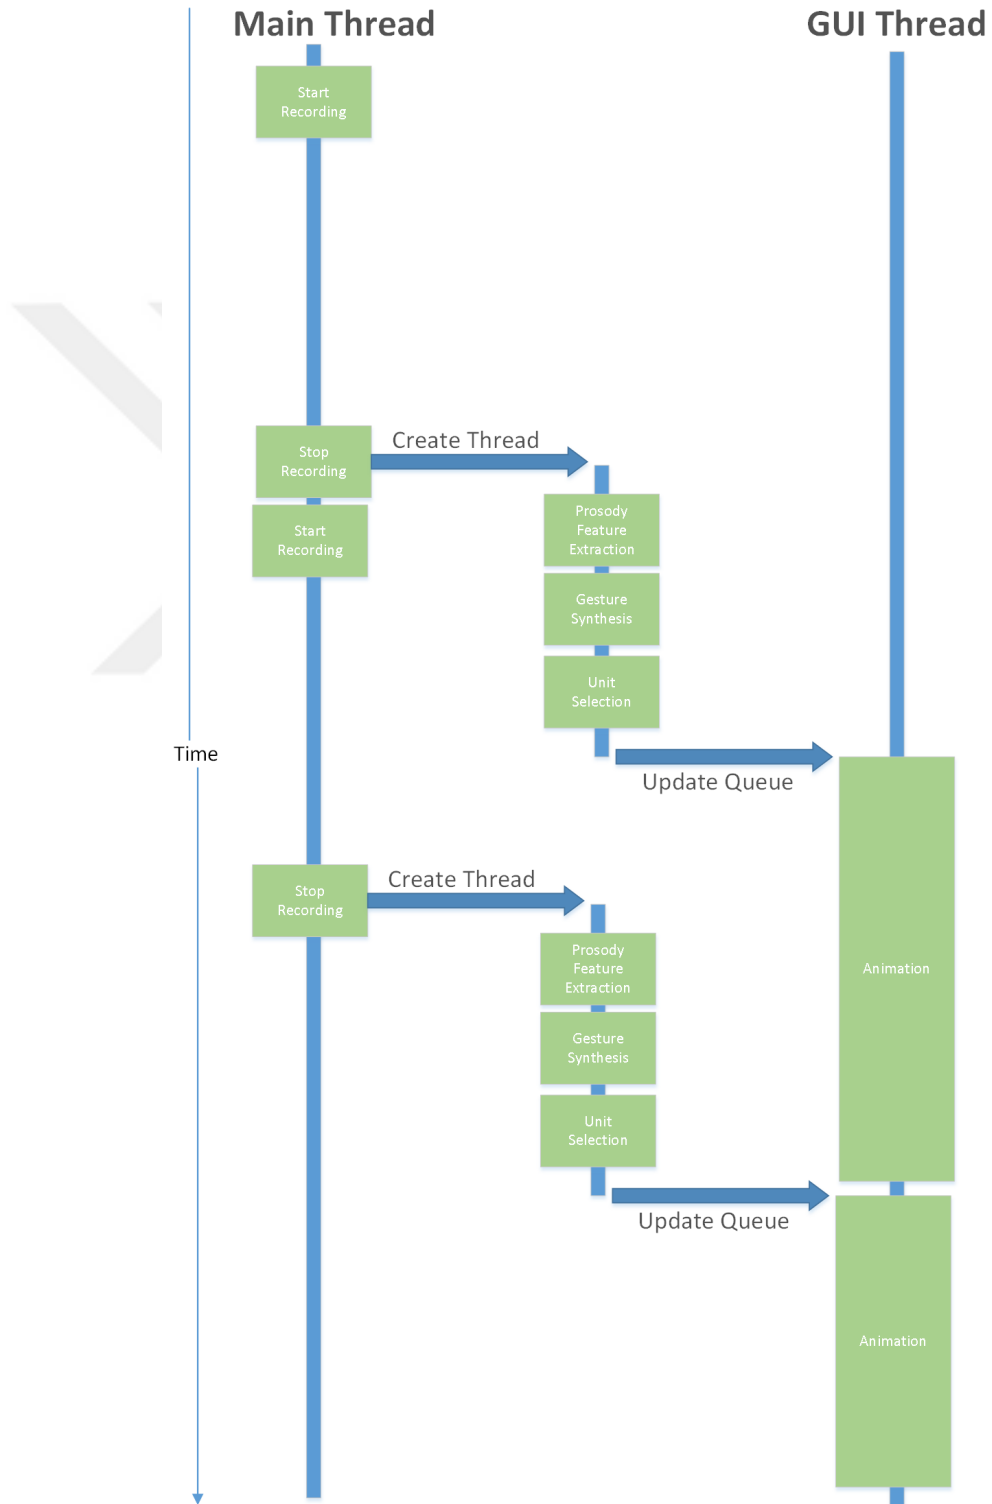 Main Thread
GUI Thread
Start
Recording
Stop
Recording
Create Thread
Start
Recording
Prosody
Feature
Extraction
Gesture
Synthesis
Unit
Selection
Time
Update Queue
Stop
Recording
Create Thread
Prosody
Feature
Extraction
Animation
Gesture
Synthesis
Unit
Selection
Update Queue
Animation